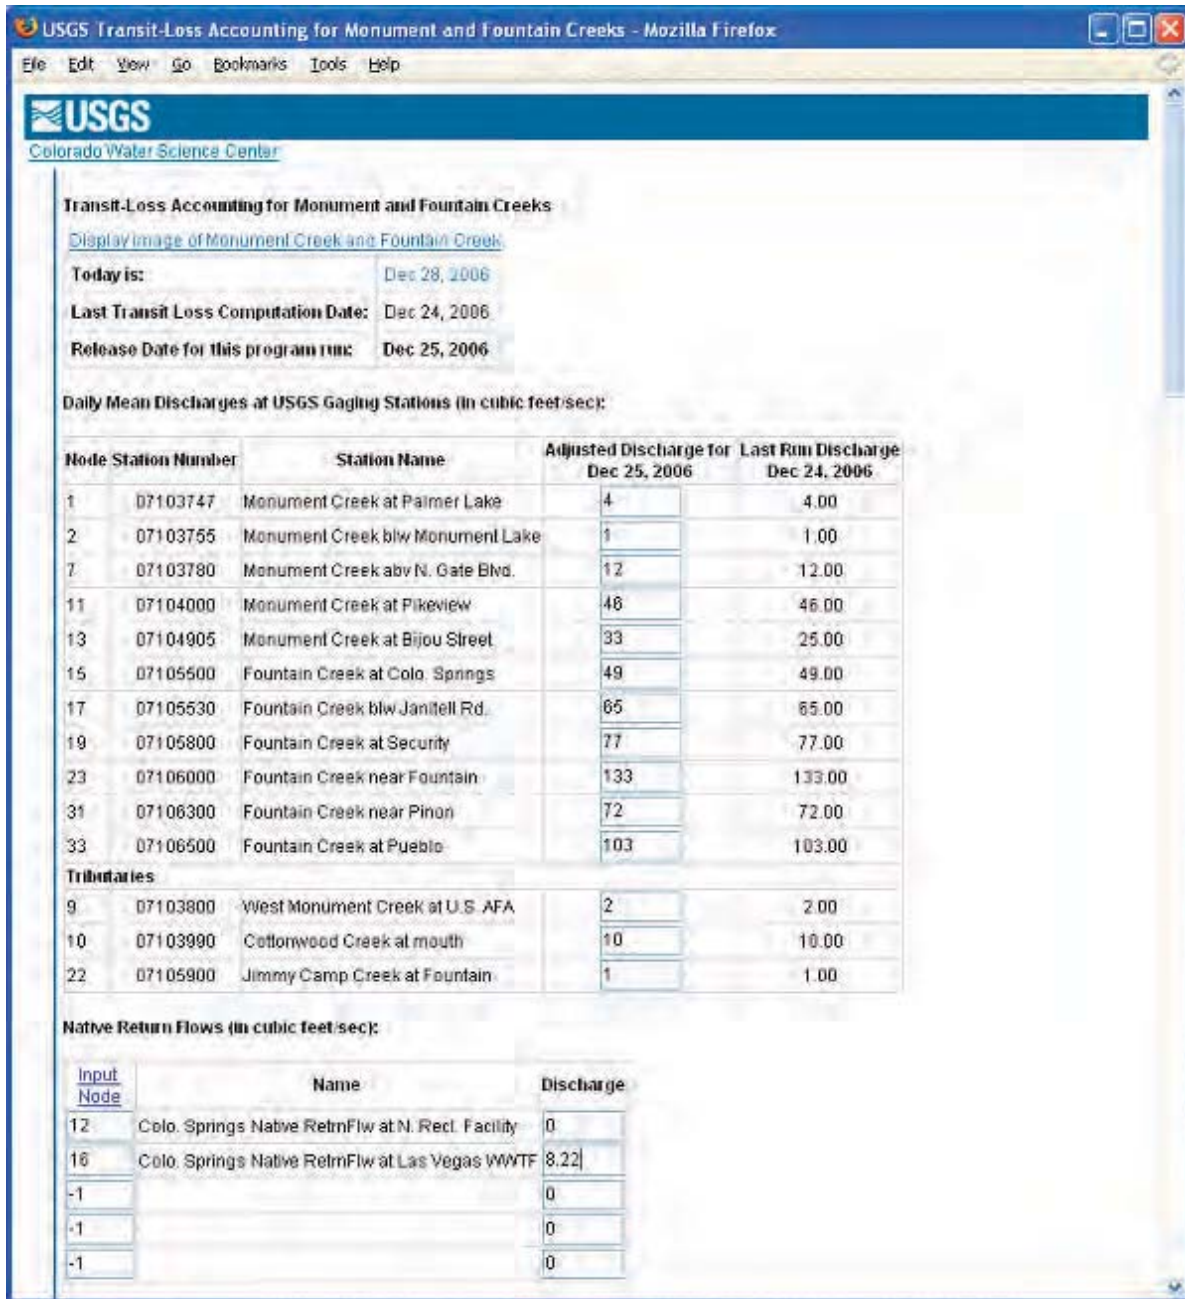 USGS Transit-Loss Accounting for Monument and Fountain Creeks - Mozilla Firefox
File Edit View Go Bookmarks Tools Help
USGS
Colorado Water Science Center
Transit-Loss Accounting for Monument and Fountain Creeks
Display image of Monument Creek and Fountain Creek
Today is: Dec 28, 2006
Last Transit Loss Computation Date: Dec 24, 2006
Release Date for this program run: Dec 25, 2006
Daily Mean Discharges at USGS Gaging Stations (in cubic feet/sec):
Node Station Number Station Name Adjusted Discharge for Dec 25, 2006 Last Run Discharge Dec 24, 2006
1 07103747 Monument Creek at Palmer Lake 4 4.00
2 07103755 Monument Creek blw Monument Lake 1 1.00
7 07103780 Monument Creek abv N. Gate Blvd. 12 12.00
11 07104000 Monument Creek at Pikeview 46 46.00
13 07104905 Monument Creek at Bijou Street 33 25.00
15 07105500 Fountain Creek at Colo. Springs 49 49.00
17 07105530 Fountain Creek blw Janitell Rd. 65 65.00
19 07105800 Fountain Creek at Security 77 77.00
23 07106000 Fountain Creek near Fountain 133 133.00
31 07106300 Fountain Creek near Pinon 72 72.00
33 07106500 Fountain Creek at Pueblo 103 103.00
Tributaries
9 07103800 West Monument Creek at U.S. AFA 2 2.00
10 07103990 Cottonwood Creek at mouth 10 10.00
22 07105900 Jimmy Camp Creek at Fountain 1 1.00
Native Return Flows (in cubic feet/sec):
Input Node Name Discharge
12 Colo. Springs Native RetrnFlw at N. Recl. Facility 0
16 Colo. Springs Native RetrnFlw at Las Vegas WWTF 8.22
-1 0
-1 0
-1 0